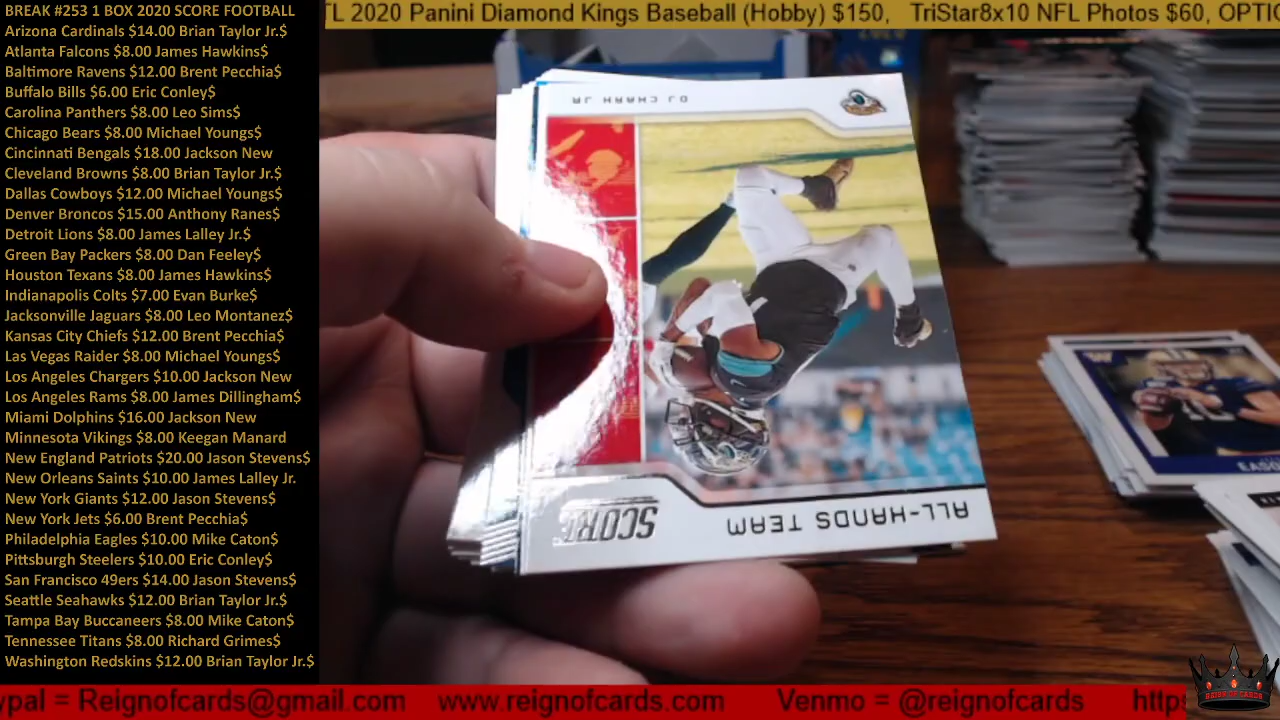 BREAK #253 1 BOX 2020 SCORE FOOTBALL
Arizona Cardinals $14.00 Brian Taylor Jr.$
Atlanta Falcons $8.00 James Hawkins$
Baltimore Ravens $12.00 Brent Pecchia$
Buffalo Bills $6.00 Eric Conley$
Carolina Panthers $8.00 Leo Sims$
Chicago Bears $8.00 Michael Youngs$
Cincinnati Bengals $18.00 Jackson New
Cleveland Browns $8.00 Brian Taylor Jr.$
Dallas Cowboys $12.00 Michael Youngs$
Denver Broncos $15.00 Anthony Ranes$
Detroit Lions $8.00 James Lalley Jr.$
Green Bay Packers $8.00 Dan Feeley$
Houston Texans $8.00 James Hawkins$
Indianapolis Colts $7.00 Evan Burke$
Jacksonville Jaguars $8.00 Leo Montanez$
Kansas City Chiefs $12.00 Brent Pecchia$
Las Vegas Raider $8.00 Michael Youngs$
Los Angeles Chargers $10.00 Jackson New
Los Angeles Rams $8.00 James Dillingham$
Miami Dolphins $16.00 Jackson New
Minnesota Vikings $8.00 Keegan Manard
New England Patriots $20.00 Jason Stevens$
New Orleans Saints $10.00 James Lalley Jr.
New York Giants $12.00 Jason Stevens$
New York Jets $6.00 Brent Pecchia$
Philadelphia Eagles $10.00 Mike Caton$
Pittsburgh Steelers $10.00 Eric Conley$
San Francisco 49ers $14.00 Jason Stevens$
Seattle Seahawks $12.00 Brian Taylor Jr.$
Tampa Bay Buccaneers $8.00 Mike Caton$
Tennessee Titans $8.00 Richard Grimes$
Washington Redskins $12.00 Brian Taylor Jr.$
TL 2020 Panini Diamond Kings Baseball (Hobby) $150, TriStar8x10 NFL Photos $60, OPTIC
DJ CHARK JR
ALL-HANDS TEAM
SCORE
REIGN OF CARDS
ypal = Reignofcards@gmail.com www.reignofcards.com Venmo = @reignofcards http